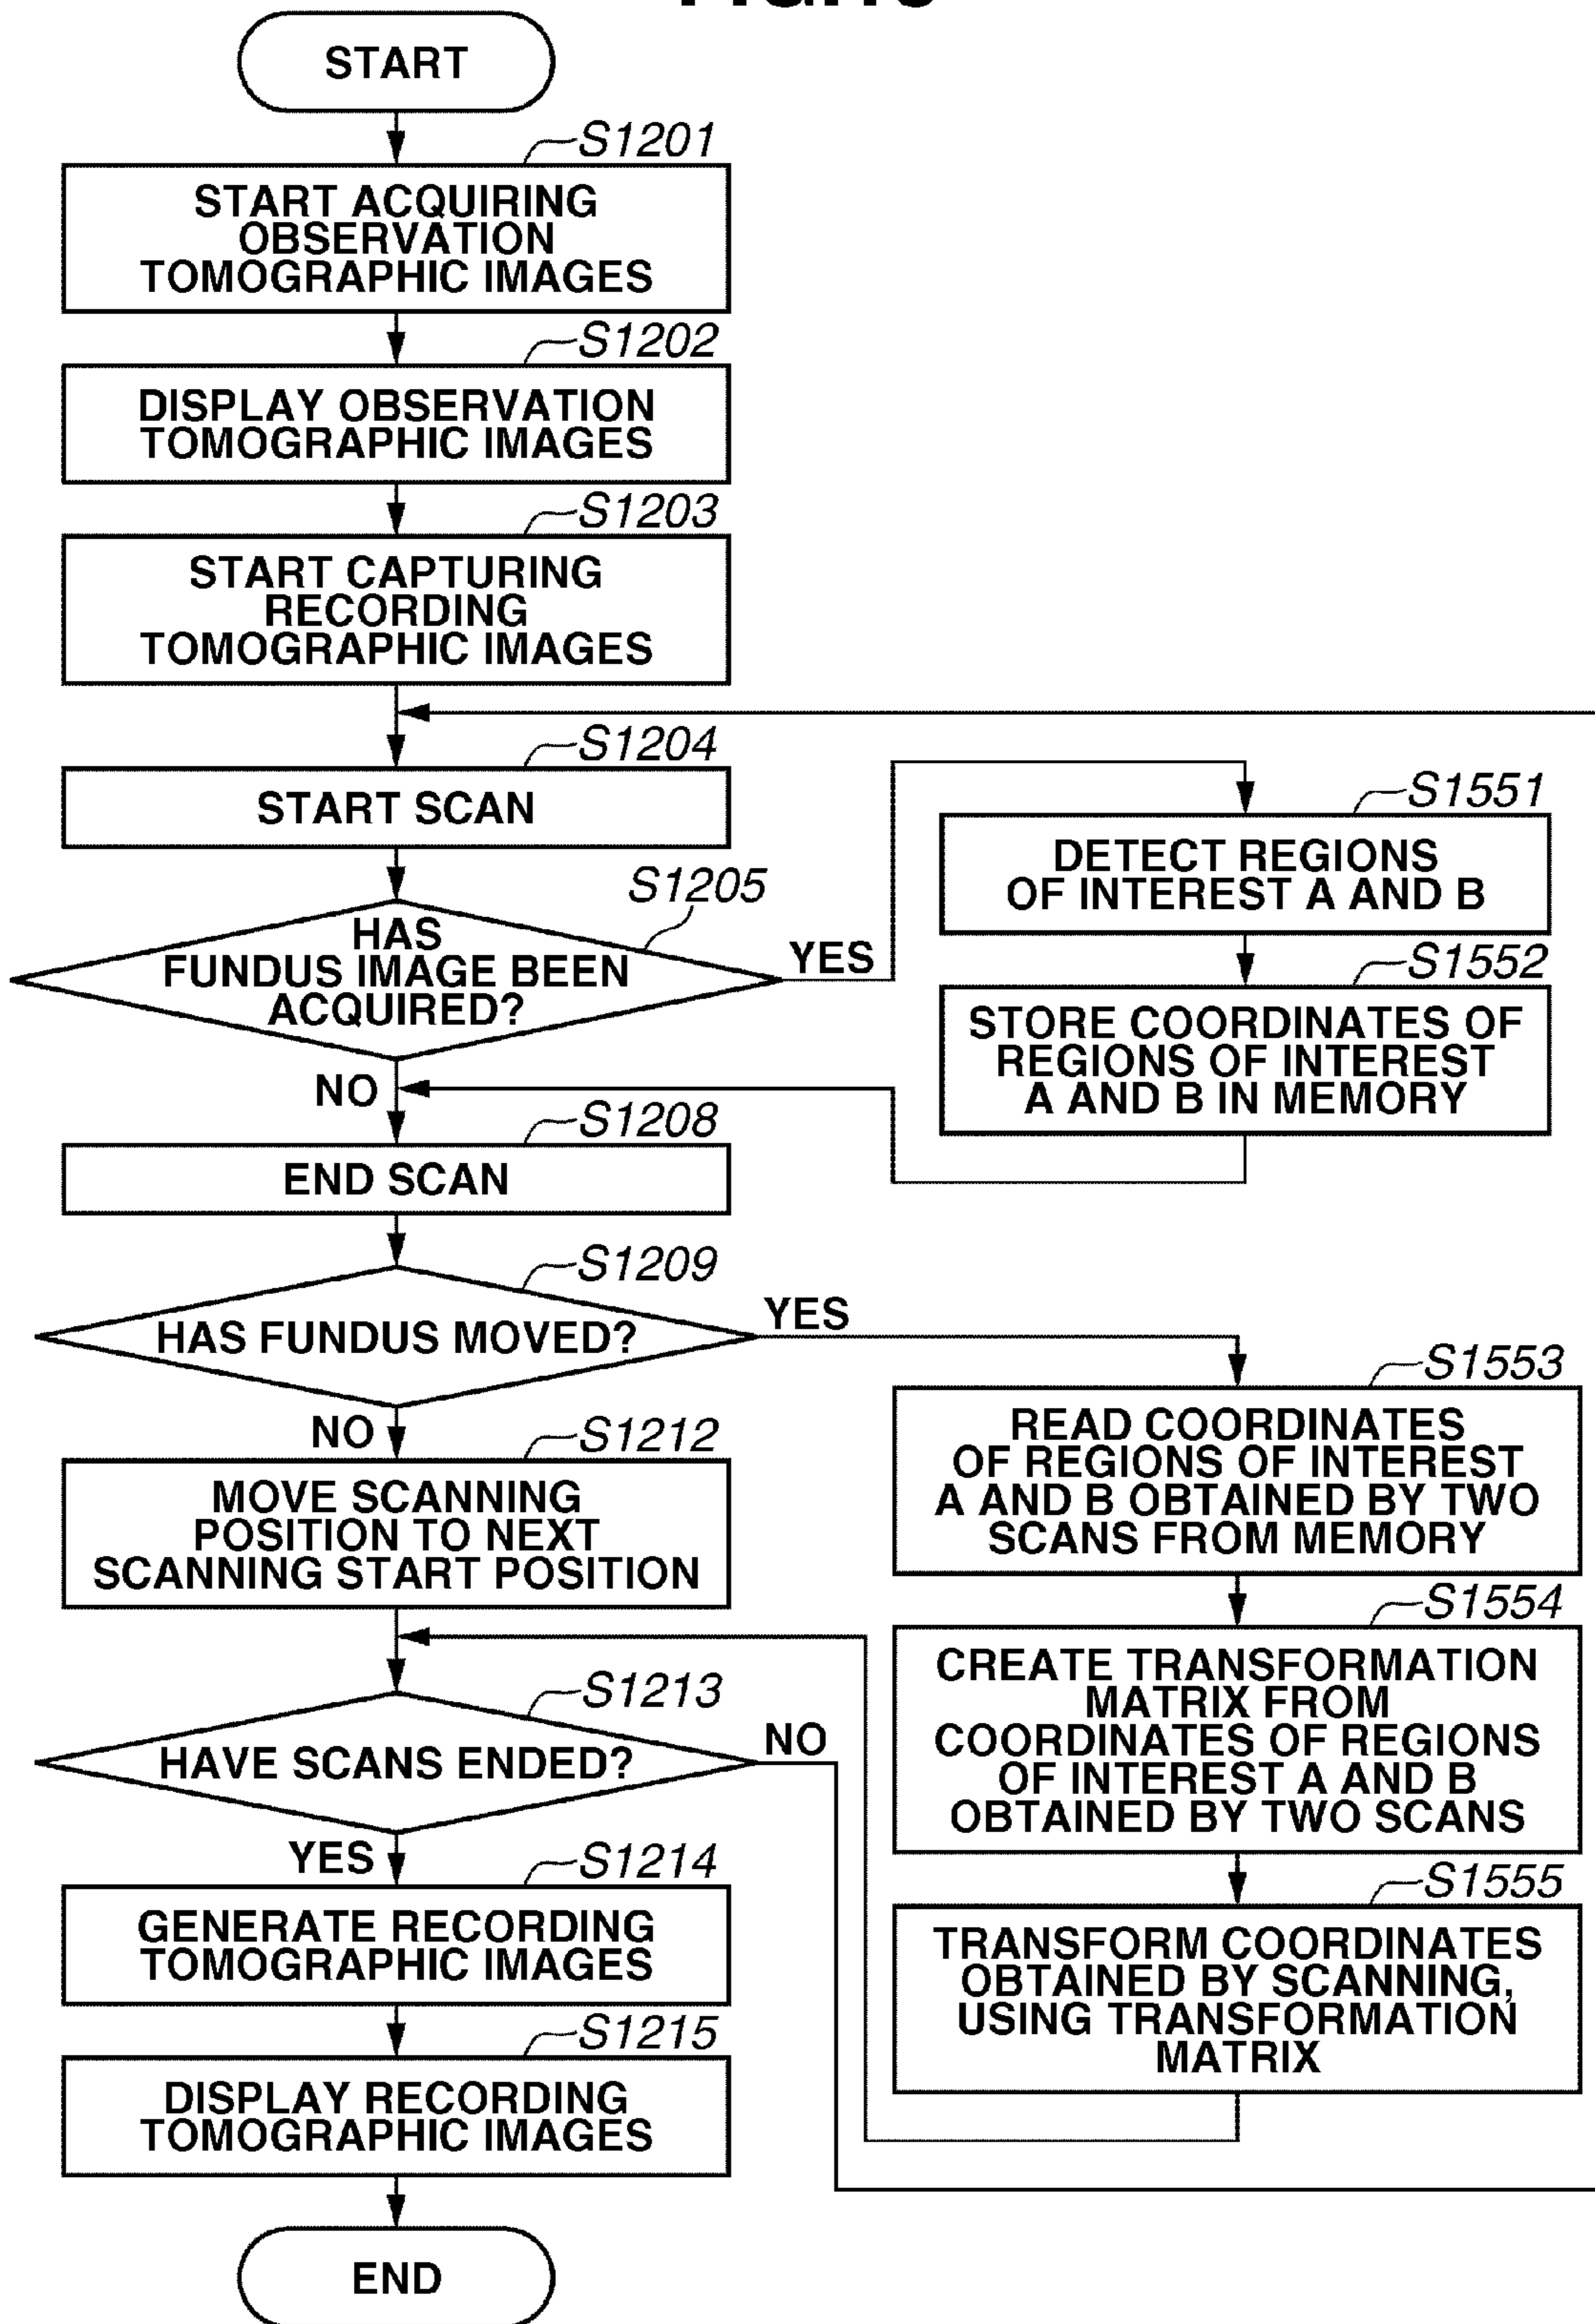 START
S1201
START ACQUIRING
OBSERVATION
TOMOGRAPHIC IMAGES
S1202
DISPLAY OBSERVATION
TOMOGRAPHIC IMAGES
S1203
START CAPTURING
RECORDING
TOMOGRAPHIC IMAGES
S1204
START SCAN
S1205
HAS
FUNDUS IMAGE BEEN
ACQUIRED?
YES
NO
S1551
DETECT REGIONS
OF INTEREST A AND B
S1552
STORE COORDINATES OF
REGIONS OF INTEREST
A AND B IN MEMORY
S1208
END SCAN
S1209
HAS FUNDUS MOVED?
YES
NO
S1212
MOVE SCANNING
POSITION TO NEXT
SCANNING START POSITION
S1553
READ COORDINATES
OF REGIONS OF INTEREST
A AND B OBTAINED BY TWO
SCANS FROM MEMORY
S1554
CREATE TRANSFORMATION
MATRIX FROM
COORDINATES OF REGIONS
OF INTEREST A AND B
OBTAINED BY TWO SCANS
S1555
TRANSFORM COORDINATES
OBTAINED BY SCANNING,
USING TRANSFORMATION
MATRIX
S1213
HAVE SCANS ENDED?
NO
YES
S1214
GENERATE RECORDING
TOMOGRAPHIC IMAGES
S1215
DISPLAY RECORDING
TOMOGRAPHIC IMAGES
END